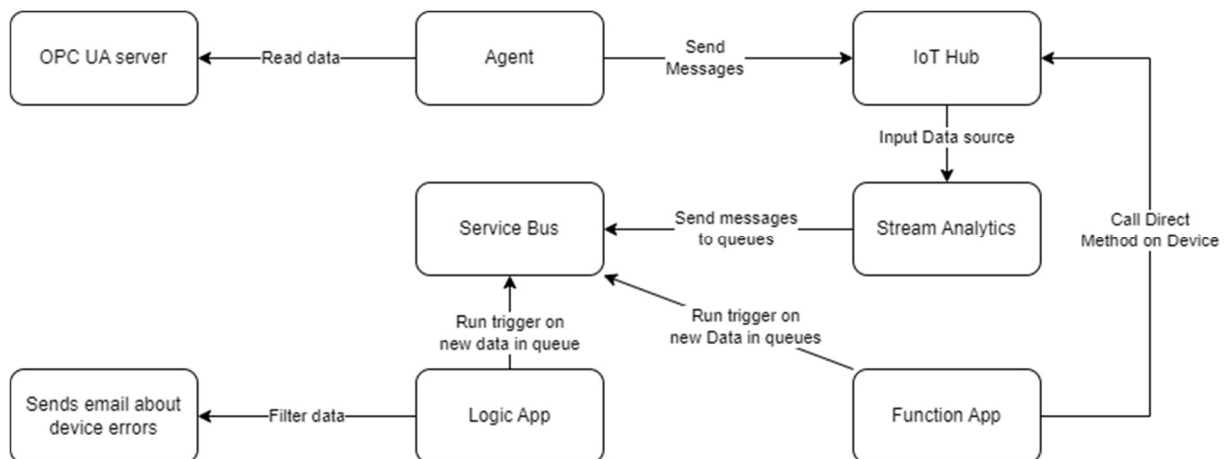 OPC UA server
Read data
Agent
Send
Messages
IoT Hub
Input Data source
Service Bus
Send messages
to queues
Stream Analytics
Call Direct
Method on Device
Run trigger on
new data in queue
Run trigger on
new Data in queues
Sends email about
device errors
Filter data
Logic App
Function App